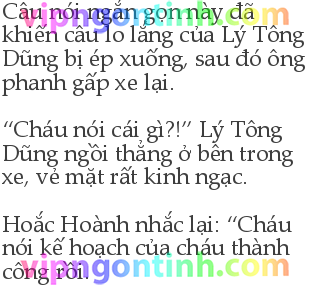 Câu nói ngắn gọn này đã
vipngontinh.com
khiến câu lo lắng của Lý Tông
Dũng bị ép xuống, sau đó ông
phanh gấp xe lại.
“Cháu nói cái gì?!” Lý Tông
Dũng ngồi thẳng ở bên trong
xe, vẻ mặt rất kinh ngạc.
Hoắc Hoành nhắc lại: “Cháu
nói kế hoạch của cháu thành
công rồi.
vipngontinh.com